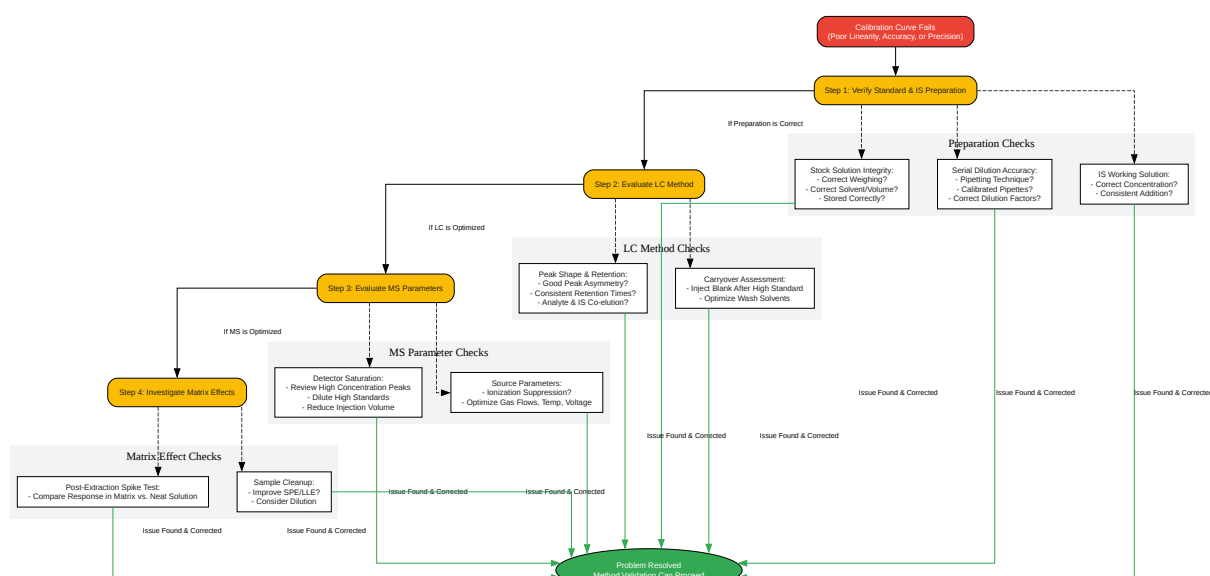 Calibration Curve Fails
(Poor Linearity, Accuracy, or Precision)
Step 1: Verify Standard & IS Preparation
If Preparation is Correct
Preparation Checks
Stock Solution Integrity:
- Correct Weighing?
- Correct Solvent/Volume?
- Stored Correctly?
Serial Dilution Accuracy:
- Pipetting Technique?
- Calibrated Pipettes?
- Correct Dilution Factors?
IS Working Solution:
- Correct Concentration?
- Consistent Addition?
Step 2: Evaluate LC Method
If LC is Optimized
LC Method Checks
Peak Shape & Retention:
- Good Peak Asymmetry?
- Consistent Retention Times?
- Analyte & IS Co-elution?
Carryover Assessment:
- Inject Blank After High Standard
- Optimize Wash Solvents
Step 3: Evaluate MS Parameters
If MS is Optimized
MS Parameter Checks
Detector Saturation:
- Review High Concentration Peaks
- Dilute High Standards
- Reduce Injection Volume
Source Parameters:
- Ionization Suppression?
- Optimize Gas Flows, Temp, Voltage
Issue Found & Corrected
Issue Found & Corrected
Issue Found & Corrected
Step 4: Investigate Matrix Effects
Issue Found & Corrected
Issue Found & Corrected
Matrix Effect Checks
Post-Extraction Spike Test:
- Compare Response in Matrix vs. Neat Solution
Sample Cleanup:
- Improve SPE/LLE?
- Consider Dilution
Issue Found & Corrected
Issue Found & Corrected
Issue Found & Corrected
Issue Found & Corrected
Problem Resolved
Method Validation Can Proceed